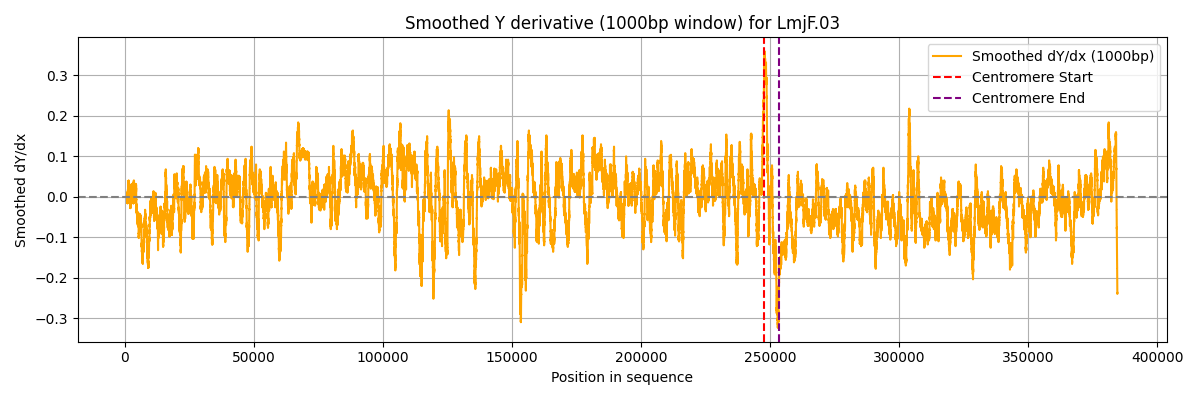 Smoothed Y derivative (1000bp window) for LmjF.03
Smoothed dY/dx (1000bp)
Centromere Start
Centromere End
Smoothed dY/dx
0.3
0.2
0.1
0.0
−0.1
−0.2
−0.3
0 50000 100000 150000 200000 250000 300000 350000 400000
Position in sequence